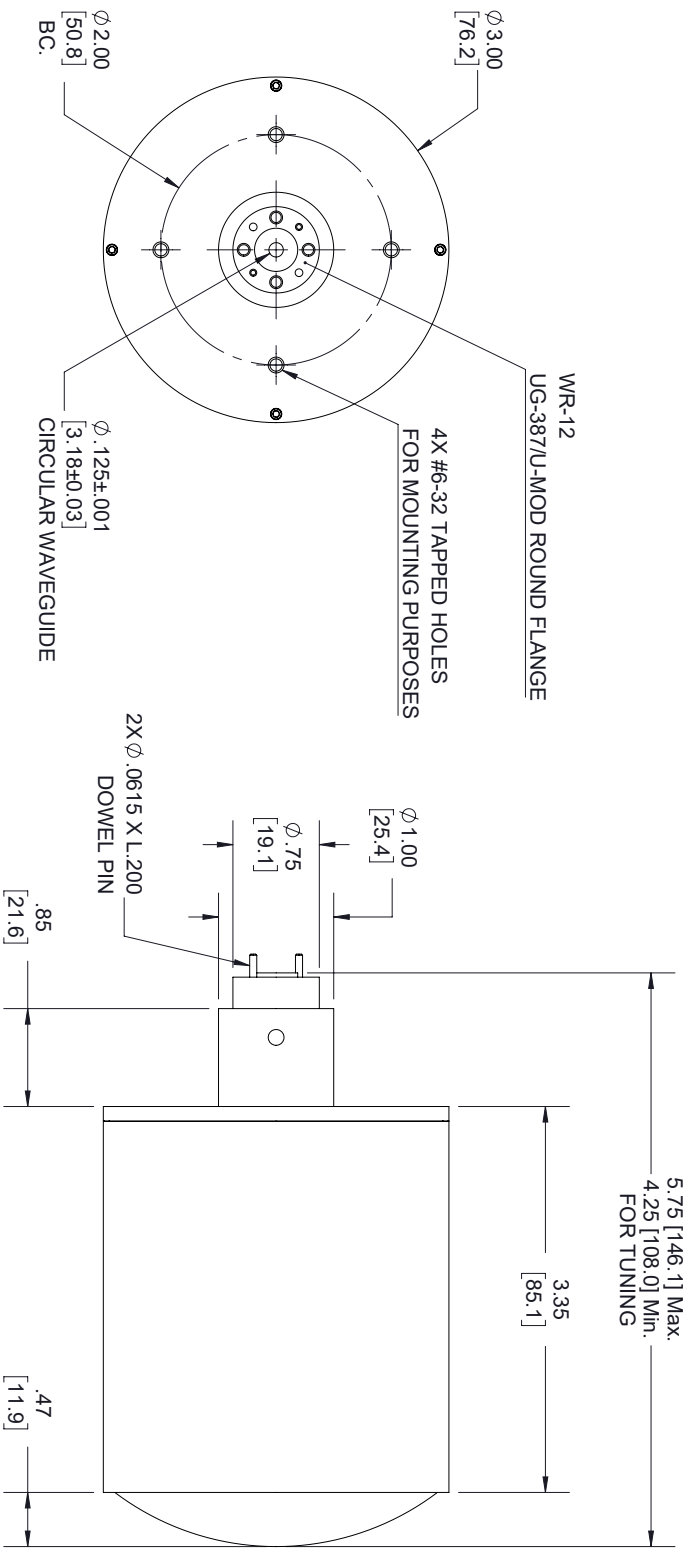 ⌀3.00
[76.2]
⌀2.00
[50.8]
BC.
WR-12
UG-387/U-MOD ROUND FLANGE
4X #6-32 TAPPED HOLES
FOR MOUNTING PURPOSES
⌀.125±.001
[3.18±0.03]
CIRCULAR WAVEGUIDE
5.75 [146.1] Max.
4.25 [108.0] Min.
FOR TUNING
3.35
[85.1]
⌀1.00
[25.4]
⌀.75
[19.1]
2X ⌀.0615 X L.200
DOWEL PIN
.85
[21.6]
.47
[11.9]